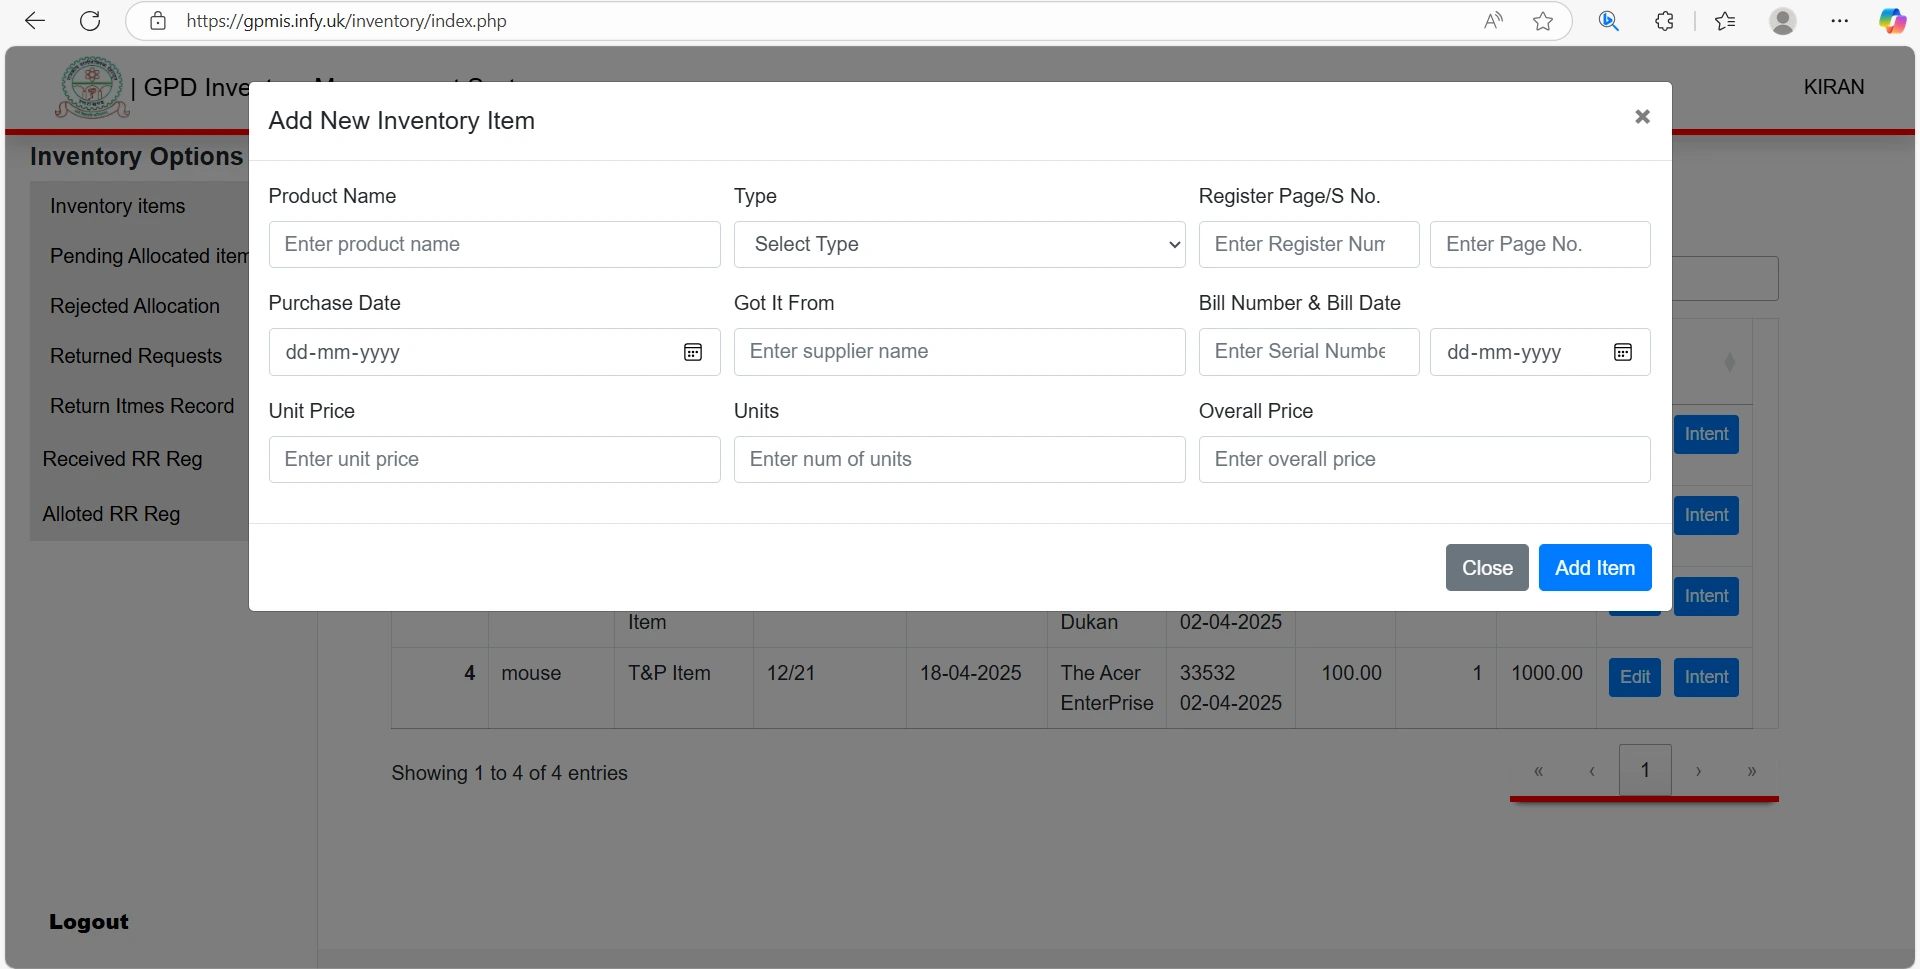 https://gpmis.infy.uk/inventory/index.php
| GPD Inve
KIRAN
Add New Inventory Item
×
Inventory Options
Inventory items
Pending Allocated item
Rejected Allocation
Returned Requests
Return Itmes Record
Received RR Reg
Alloted RR Reg
Logout
Product Name
Type
Register Page/S No.
Enter product name
Select Type
Enter Register Num
Enter Page No.
Purchase Date
Got It From
Bill Number & Bill Date
dd-mm-yyyy
Enter supplier name
Enter Serial Numbe
dd-mm-yyyy
Unit Price
Units
Overall Price
Enter unit price
Enter num of units
Enter overall price
Close
Add Item
Intent
Intent
Intent
Item
Dukan
02-04-2025
4 mouse T&P Item 12/21 18-04-2025 The Acer 33532 100.00 1 1000.00 Edit Intent
EnterPrise 02-04-2025
Showing 1 to 4 of 4 entries
« ‹ 1 › »